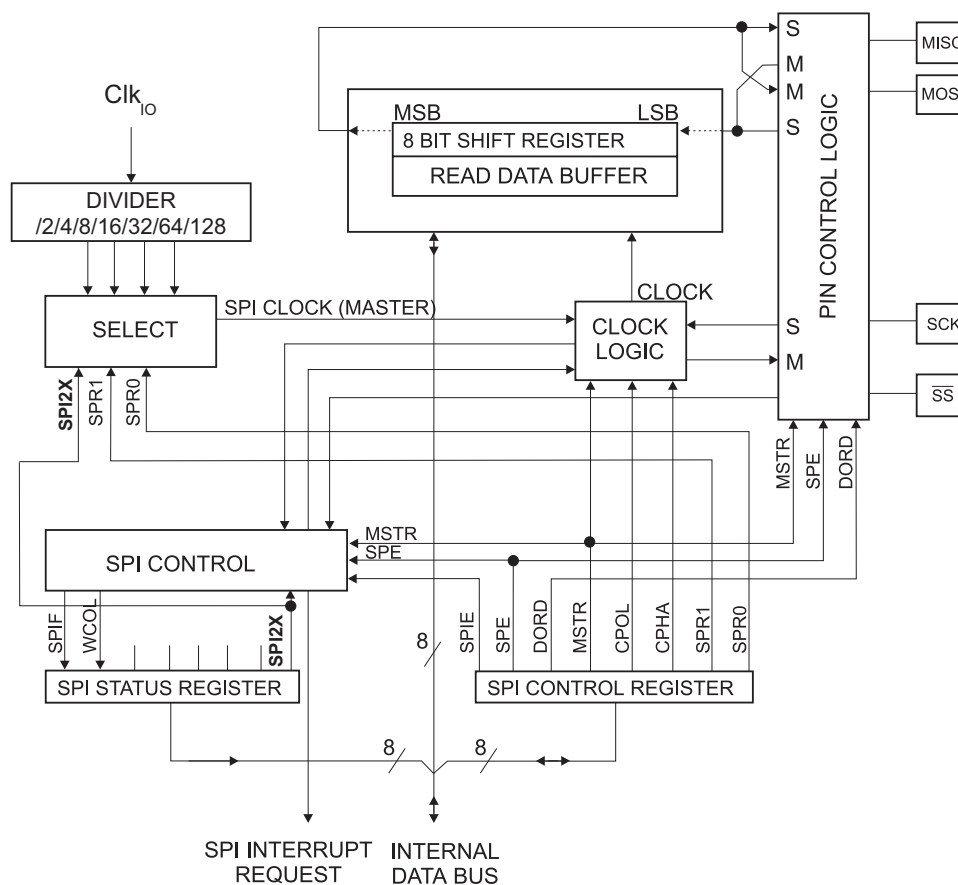 S
MISO
Clk IO
M
MSB
LSB
M
MOSI
8 BIT SHIFT REGISTER
S
READ DATA BUFFER
DIVIDER
/2/4/8/16/32/64/128
PIN CONTROL LOGIC
SPI CLOCK (MASTER)
CLOCK
SELECT
CLOCK
LOGIC
S
SCK
M
SPI2X
SPR1
SPR0
SS
MSTR
SPE
DORD
MSTR
SPE
SPI CONTROL
SPIF
WCOL
SPI2X
SPIE
SPE
DORD
MSTR
CPOL
CPHA
SPR1
SPR0
8
SPI STATUS REGISTER
SPI CONTROL REGISTER
8
8
SPI INTERRUPT
REQUEST
INTERNAL
DATA BUS